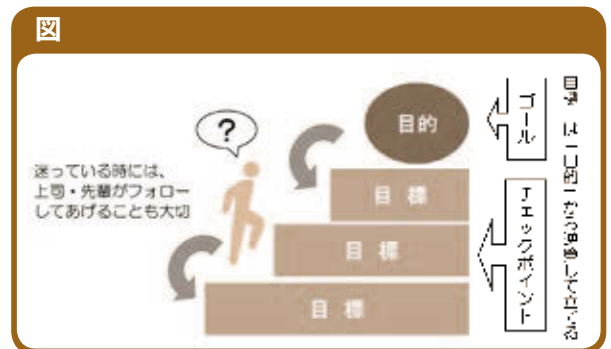 図
?
迷っている時には、
上司・先輩がフォロー
してあげることも大切
目的
目標
目標
目標
ゴール
チェックポイント